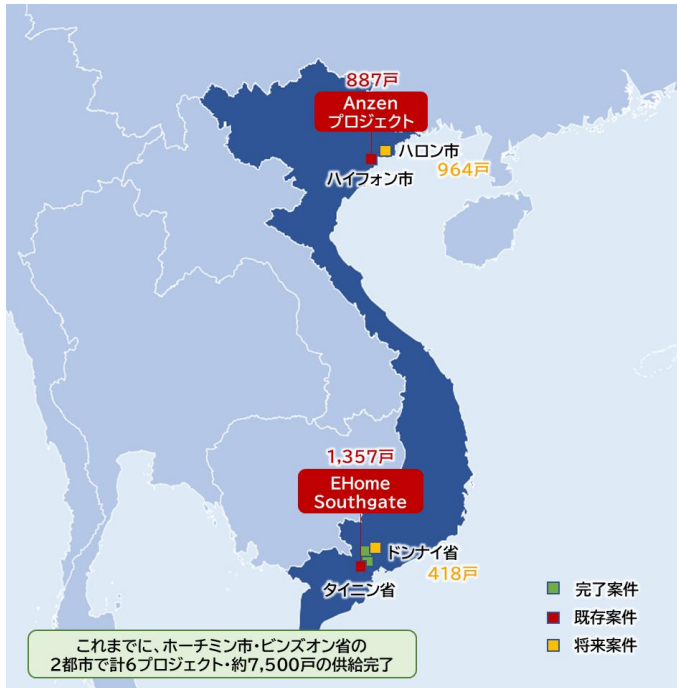 887戸
Anzen
プロジェクト
ハロン市
964戸
ハイフォン市
1,357戸
EHome
Southgate
ドンナイ省
418戸
タイニン省
完了案件
既存案件
将来案件
これまでに、ホーチミン市・ビンズオン省の
2都市で計6プロジェクト・約7,500戸の供給完了